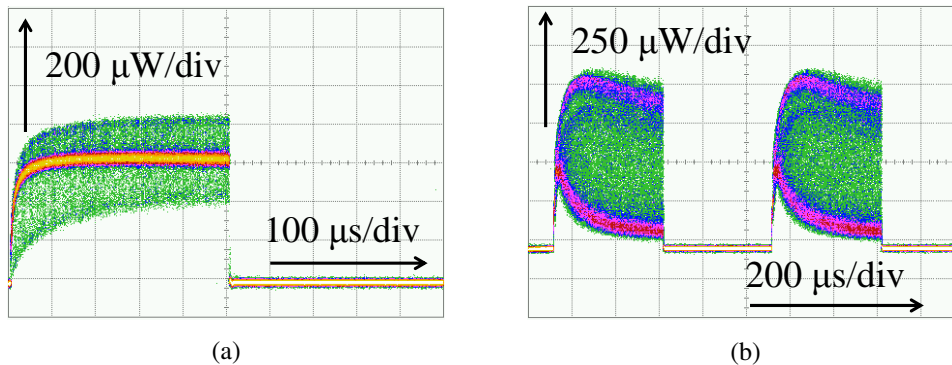 200 μW/div
100 μs/div
(a)
250 μW/div
200 μs/div
(b)